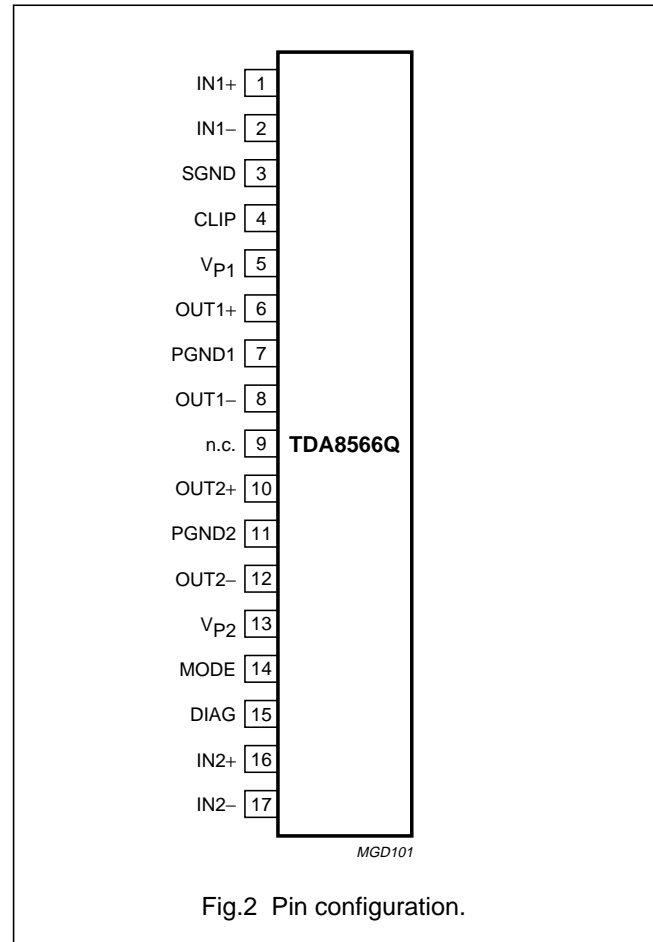 IN1+ 1
IN1− 2
SGND 3
CLIP 4
VP1 5
OUT1+ 6
PGND1 7
OUT1− 8
n.c. 9 TDA8566Q
OUT2+ 10
PGND2 11
OUT2− 12
VP2 13
MODE 14
DIAG 15
IN2+ 16
IN2− 17
MGD101
Fig.2 Pin configuration.